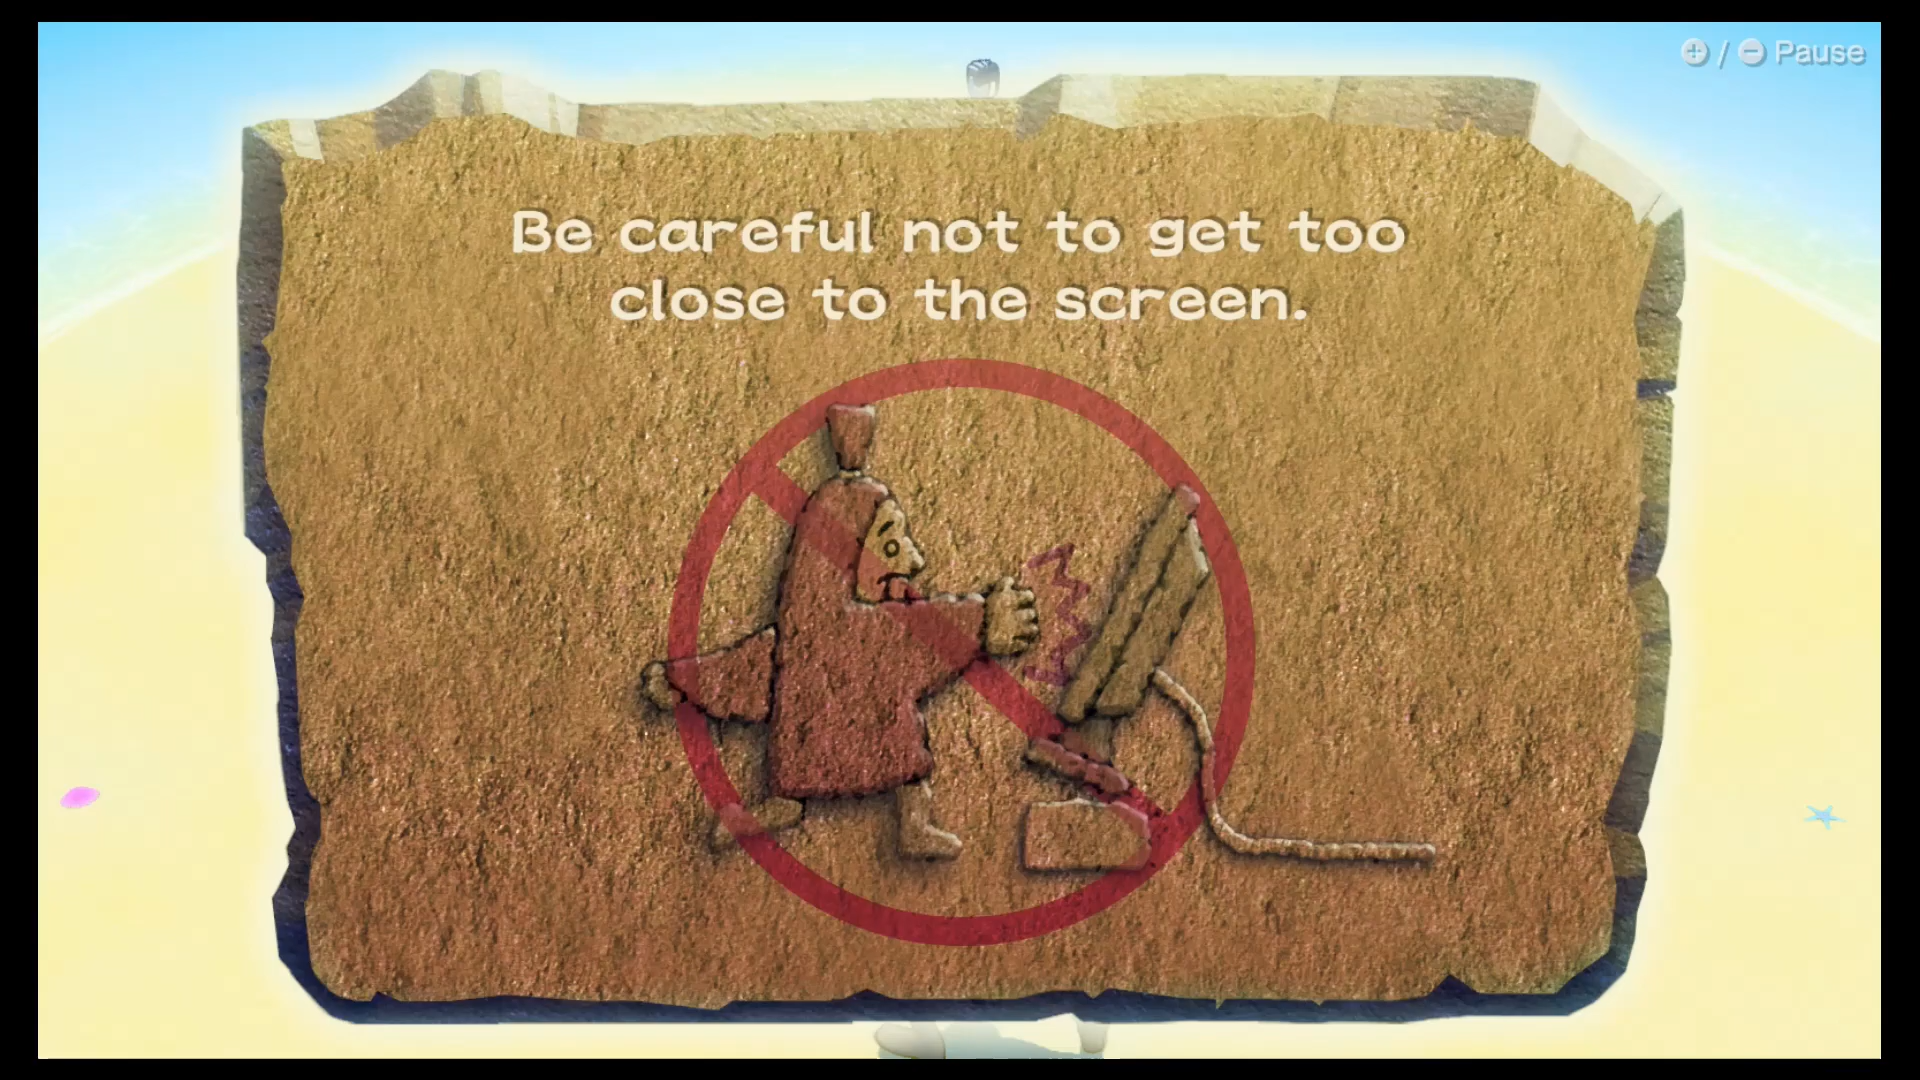 + / - Pause
Be careful not to get too
close to the screen.